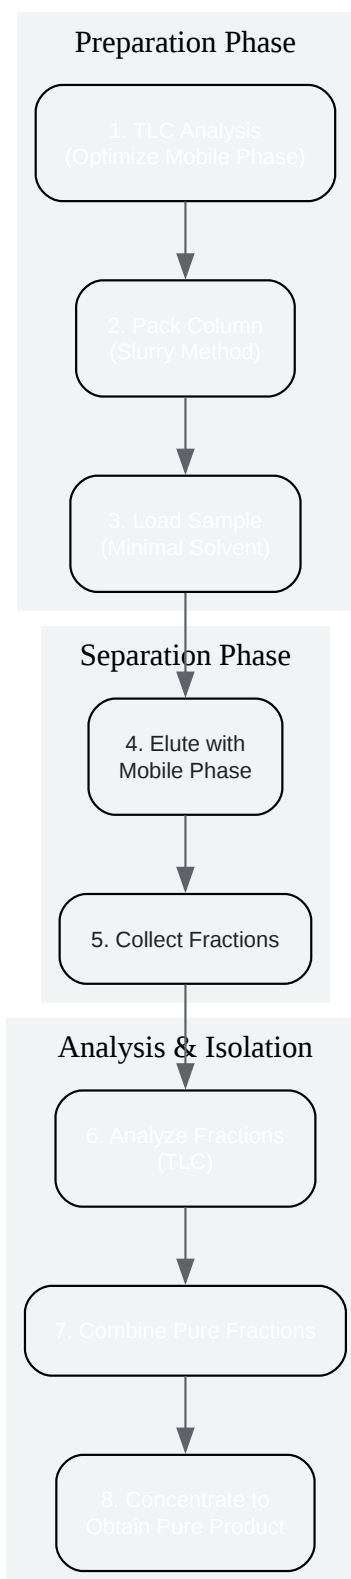 Preparation Phase
1. TLC Analysis
(Optimize Mobile Phase)
2. Pack Column
(Slurry Method)
3. Load Sample
(Minimal Solvent)
Separation Phase
4. Elute with
Mobile Phase
5. Collect Fractions
Analysis & Isolation
6. Analyze Fractions
(TLC)
7. Combine Pure Fractions
8. Concentrate to
Obtain Pure Product